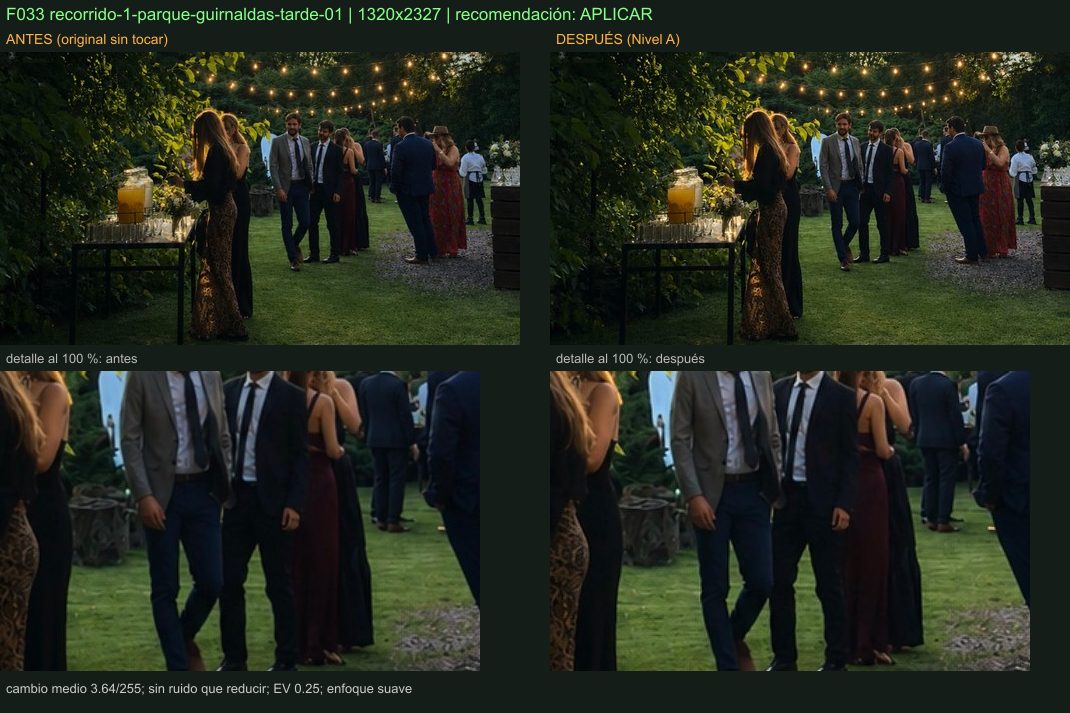 F033 recorrido-1-parque-guirnaldas-tarde-01 | 1320x2327 | recomendación: APLICAR
ANTES (original sin tocar)
DESPUÉS (Nivel A)
detalle al 100 %: antes
detalle al 100 %: después
cambio medio 3.64/255; sin ruido que reducir; EV 0.25; enfoque suave